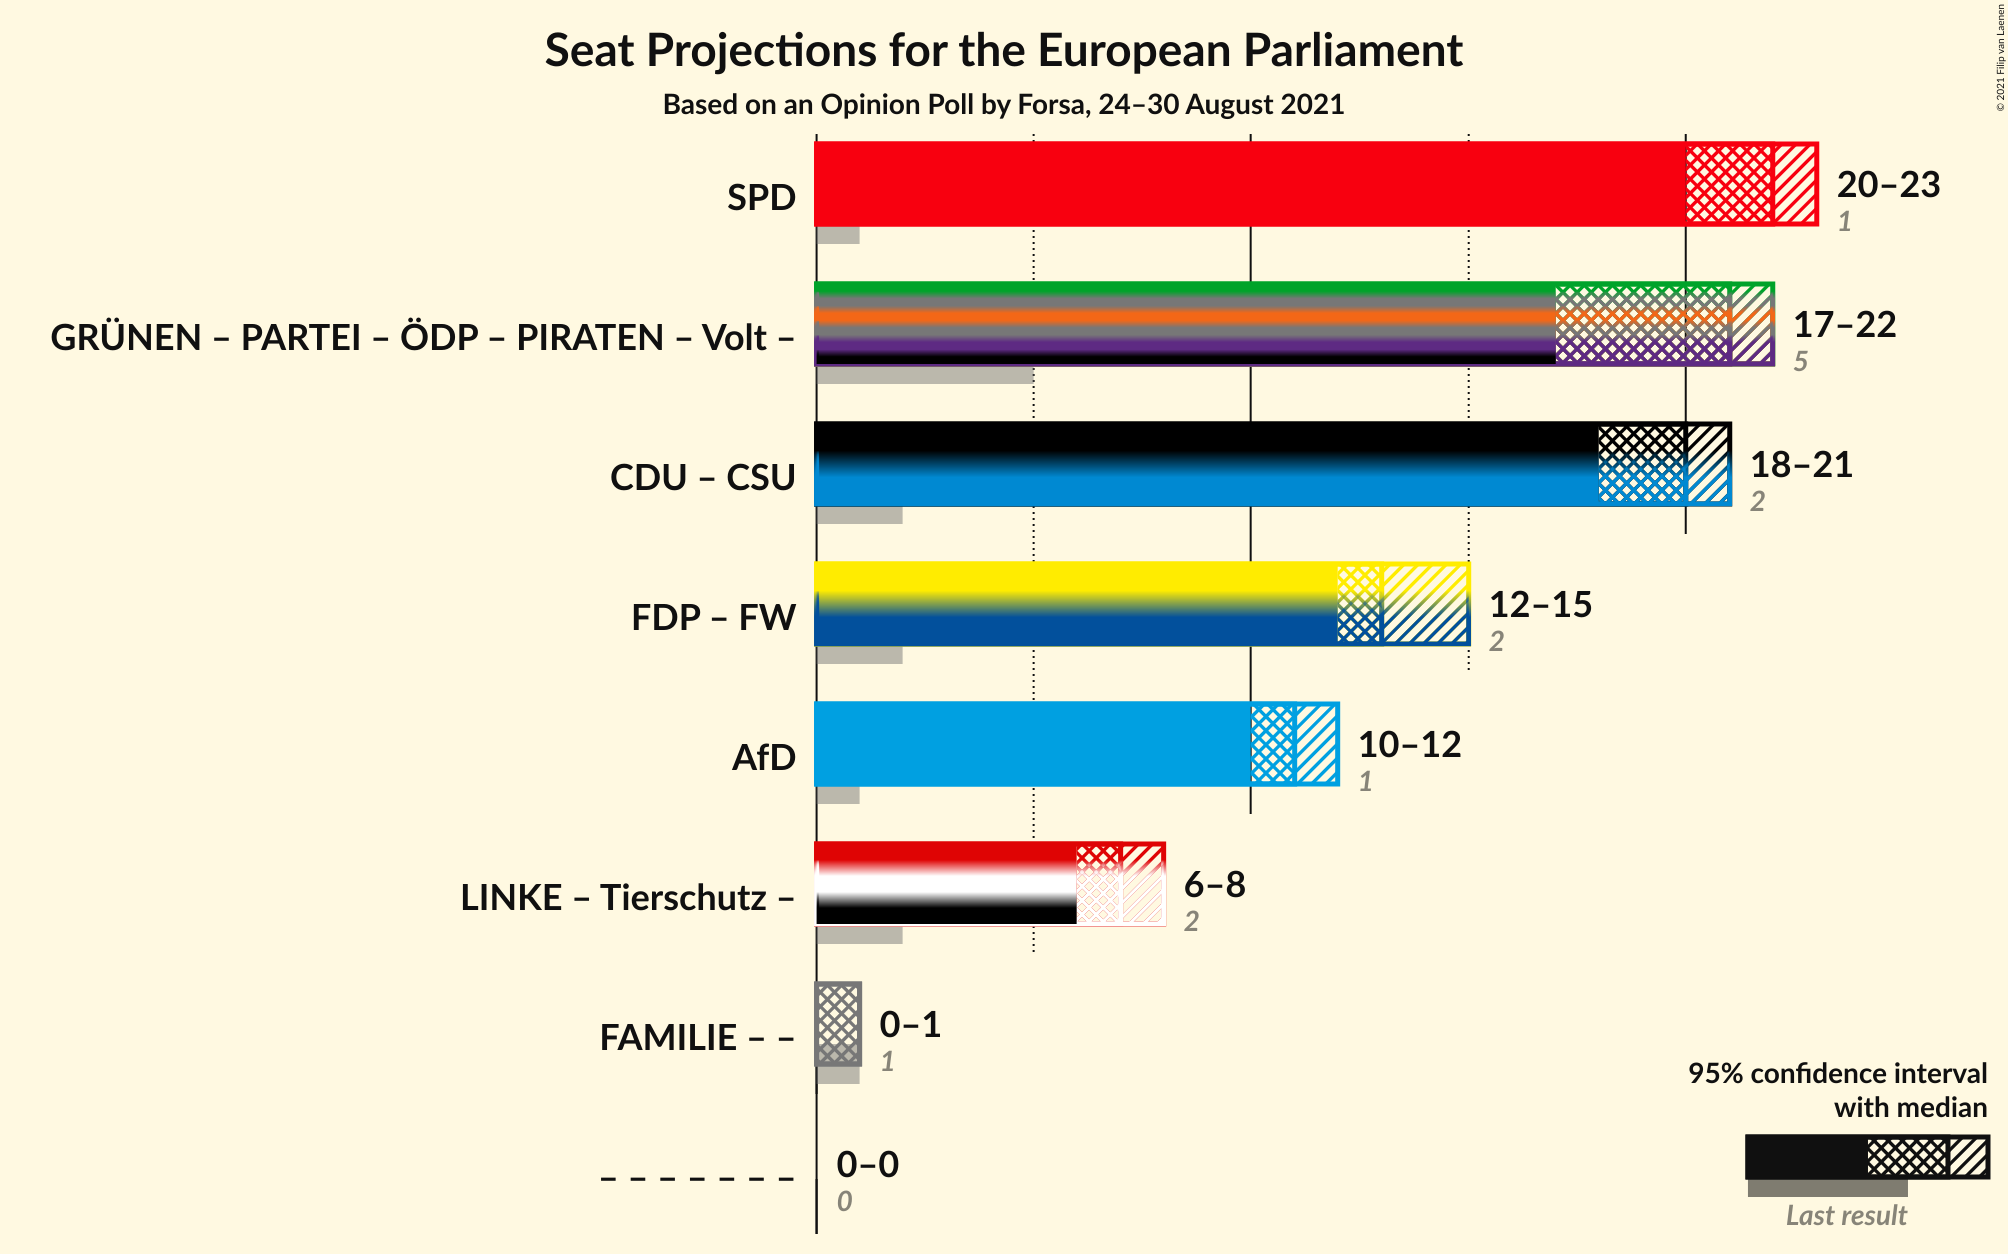 Seat Projections for the European Parliament
Based on an Opinion Poll by Forsa, 24–30 August 2021
© 2021 Filip van Laenen
SPD
20–23
1
GRÜNEN – PARTEI – ÖDP – PIRATEN – Volt –
17–22
5
CDU – CSU
18–21
2
FDP – FW
12–15
2
AfD
10–12
1
LINKE – Tierschutz –
6–8
2
FAMILIE – –
0–1
1
– – – – – – –
0–0
0
95% confidence interval
with median
Last result